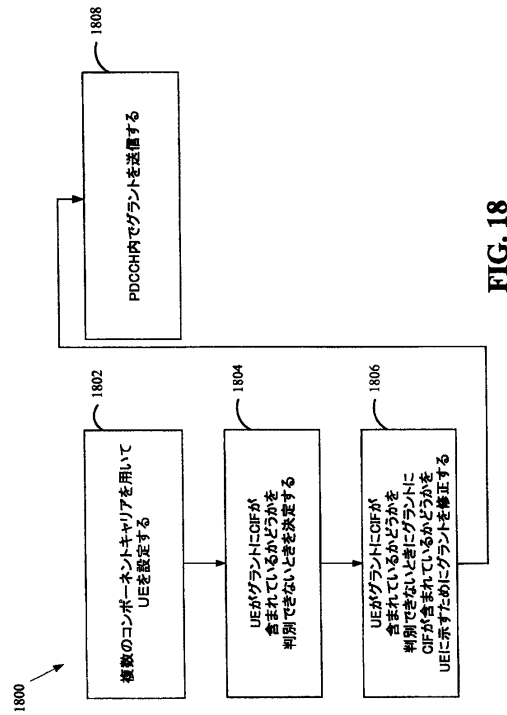 1800
1802
複数のコンポーネントキャリアを用いて
UEを設定する
1804
UEがグラントにCIFが
含まれているかどうかを
判別できないときを決定する
1806
UEがグラントにCIFが
含まれているかどうかを
判別できないときにグラントに
CIFが含まれているかどうかを
UEに示すためにグラントを修正する
1808
PDCCH内でグラントを送信する
FIG. 18